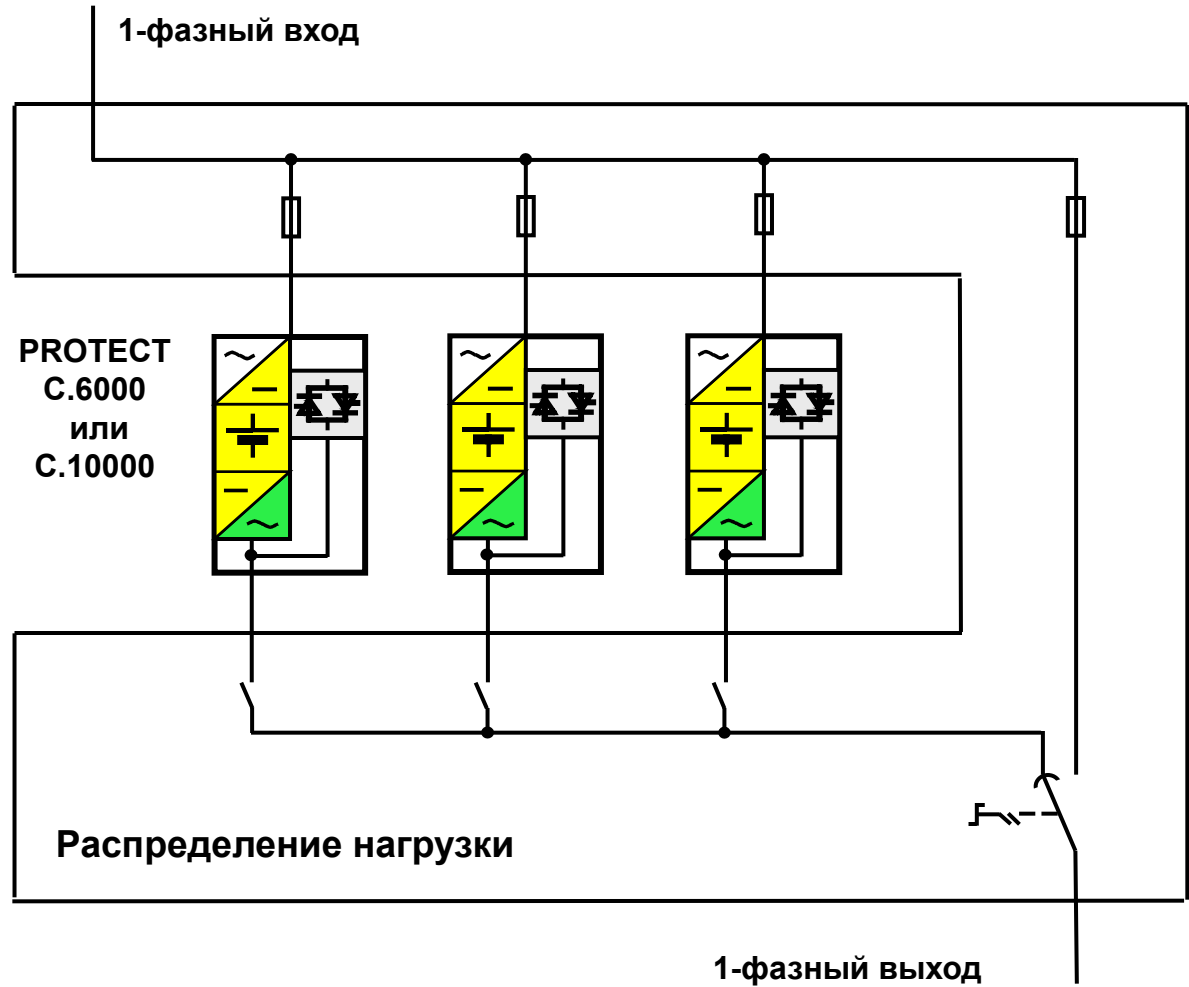 1-фазный вход
PROTECT
C.6000
или
C.10000
Распределение нагрузки
1-фазный выход